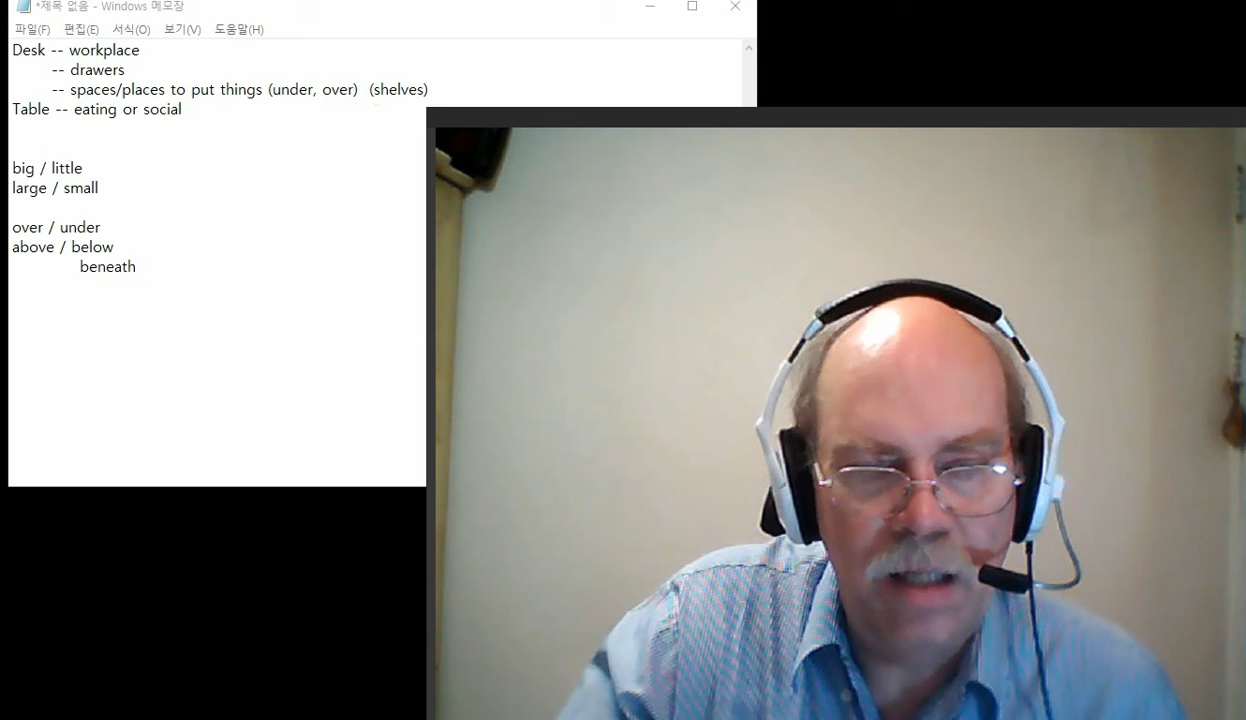 *제목 없음 - Windows 메모장
파일(F) 편집(E) 서식(O) 보기(V) 도움말(H)
Desk -- workplace
-- drawers
-- spaces/places to put things (under, over) (shelves)
Table -- eating or social
big / little
large / small
over / under
above / below
beneath